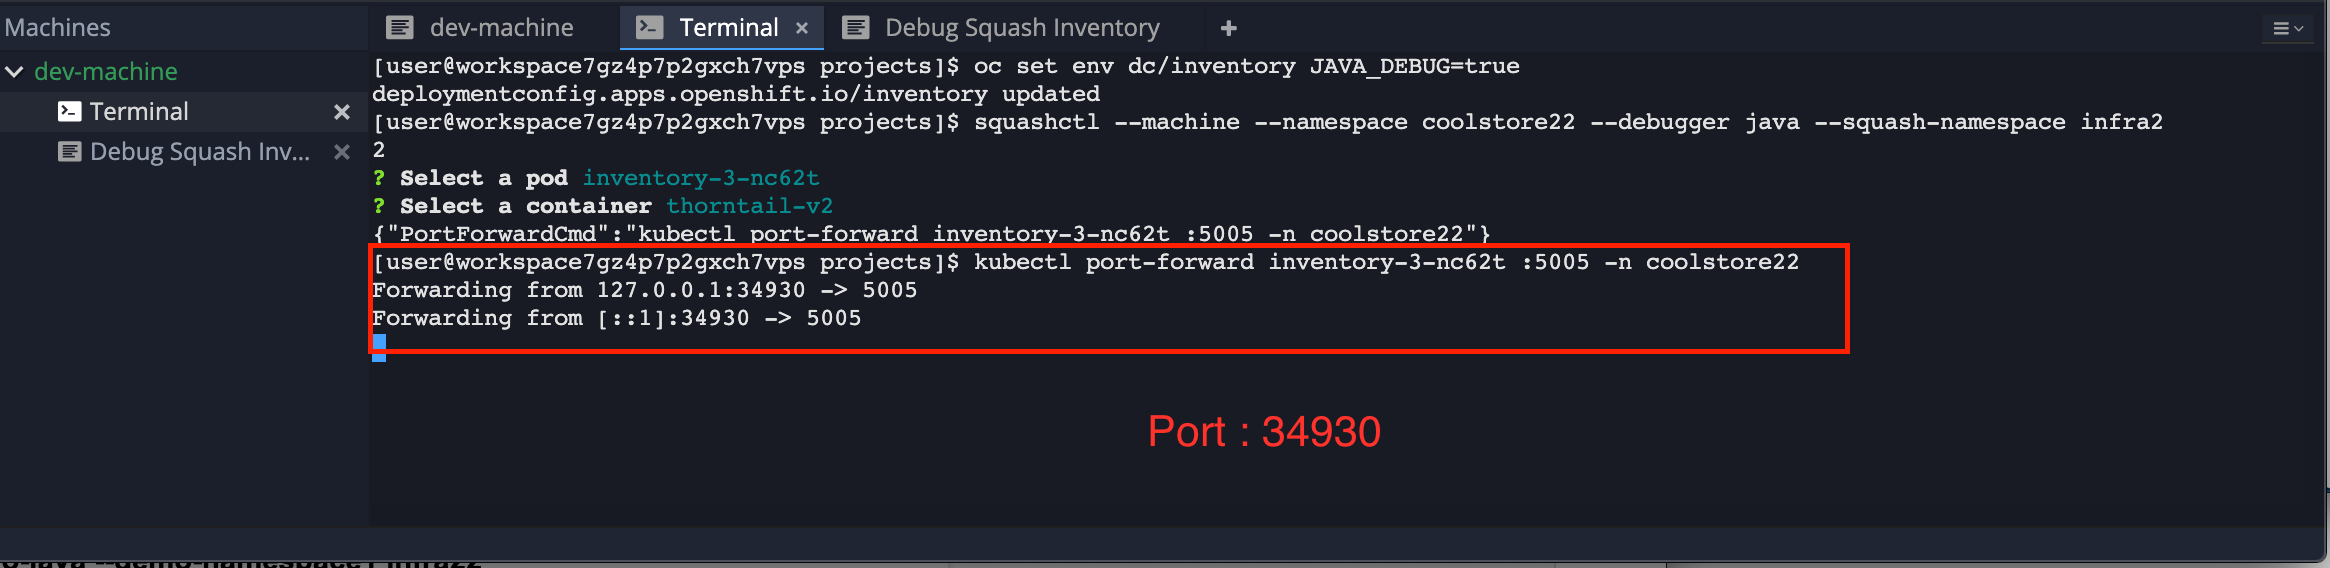 Machines
dev-machine
Terminal
Debug Squash Inventory
dev-machine
Terminal
Debug Squash Inv...
[user@workspace7gz4p7p2gxch7vps projects]$ oc set env dc/inventory JAVA_DEBUG=true
deploymentconfig.apps.openshift.io/inventory updated
[user@workspace7gz4p7p2gxch7vps projects]$ squashctl --machine --namespace coolstore22 --debugger java --squash-namespace infra2
2
? Select a pod inventory-3-nc62t
? Select a container thorntail-v2
{"PortForwardCmd":"kubectl port-forward inventory-3-nc62t :5005 -n coolstore22"}
[user@workspace7gz4p7p2gxch7vps projects]$ kubectl port-forward inventory-3-nc62t :5005 -n coolstore22
Forwarding from 127.0.0.1:34930 -> 5005
Forwarding from [::1]:34930 -> 5005
Port : 34930